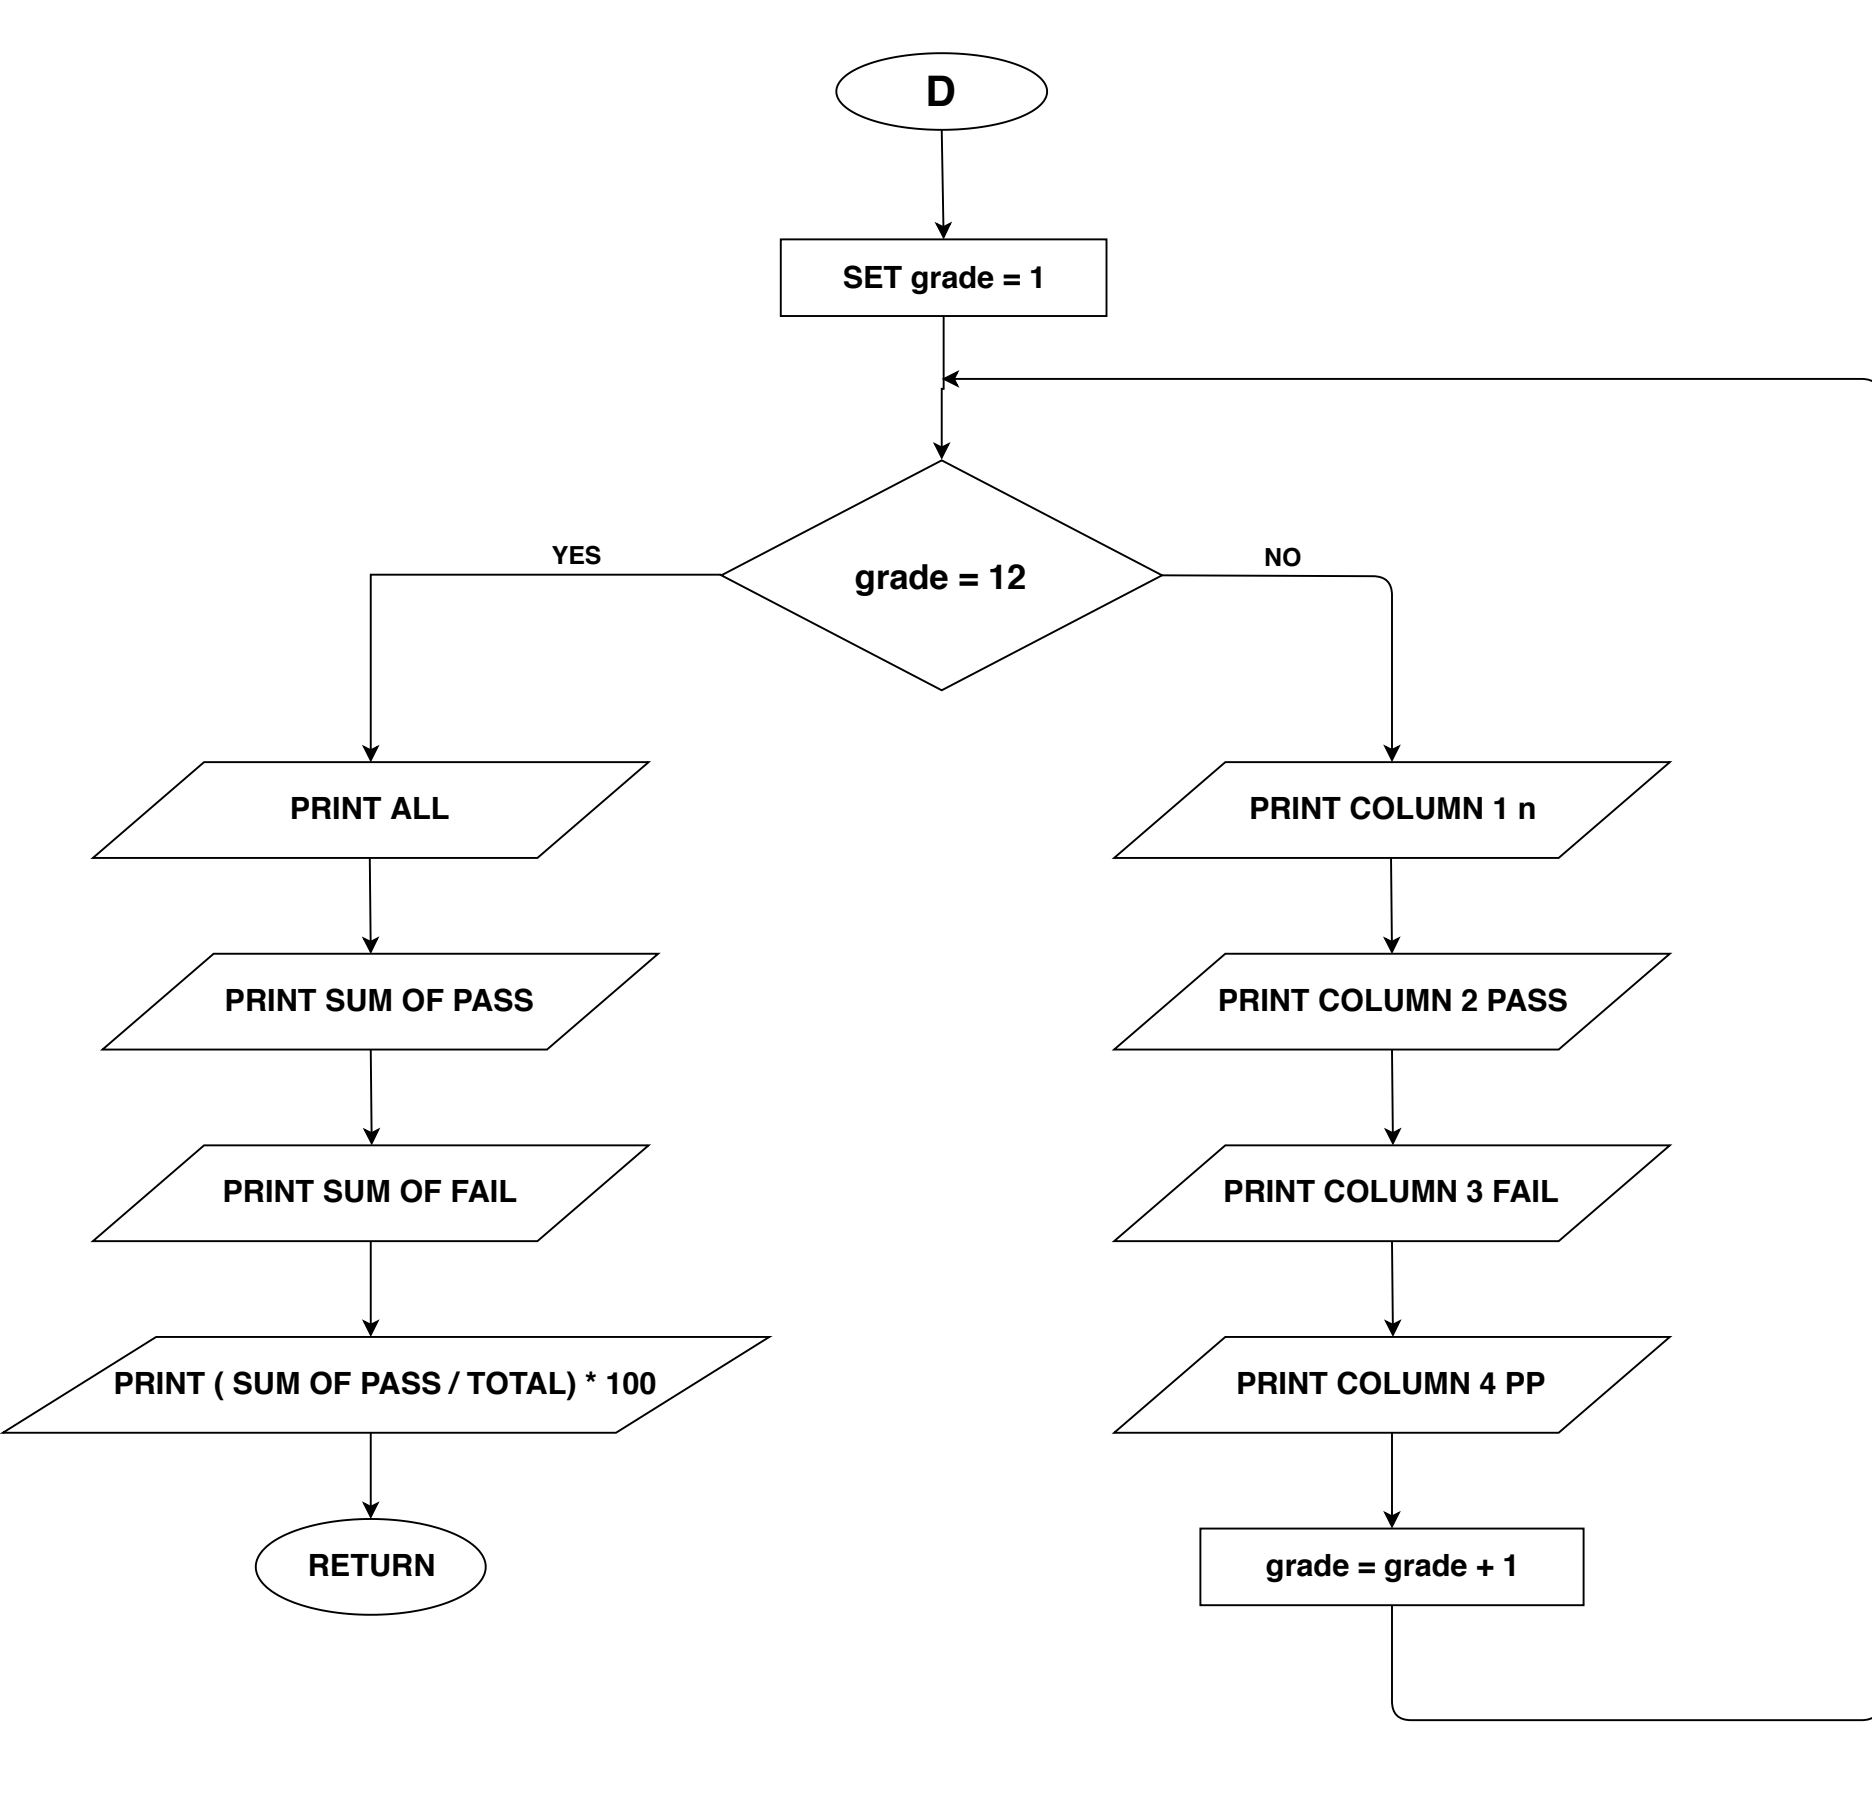 D
SET grade = 1
grade = 12
YES
NO
PRINT ALL
PRINT SUM OF PASS
PRINT SUM OF FAIL
PRINT ( SUM OF PASS / TOTAL) * 100
RETURN
PRINT COLUMN 1 n
PRINT COLUMN 2 PASS
PRINT COLUMN 3 FAIL
PRINT COLUMN 4 PP
grade = grade + 1